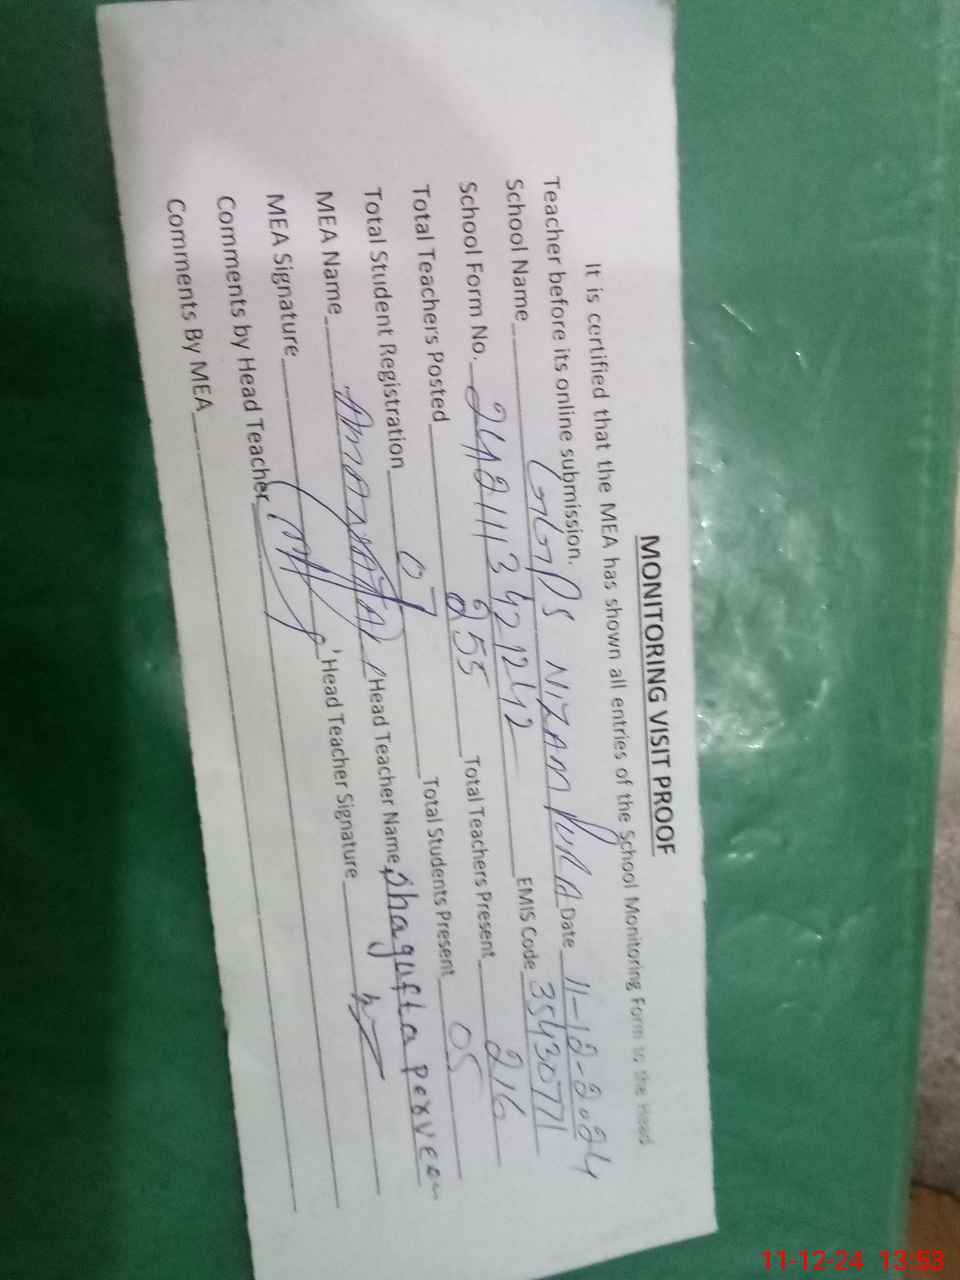 MONITORING VISIT PROOF
It is certified that the MEA has shown all entries of the School Monitoring Form to the Head
Teacher before its online submission.
School Name GGPS NIZAM PURA Date 11-12-2024
School Form No. EMIS Code 35430771
Total Teachers Posted 255 Total Teachers Present 216
Total Student Registration 07 Total Students Present 05
MEA Name Head Teacher Name Shagufta perveen
MEA Signature Head Teacher Signature
Comments by Head Teacher
Comments By MEA
11-12-24 13:53